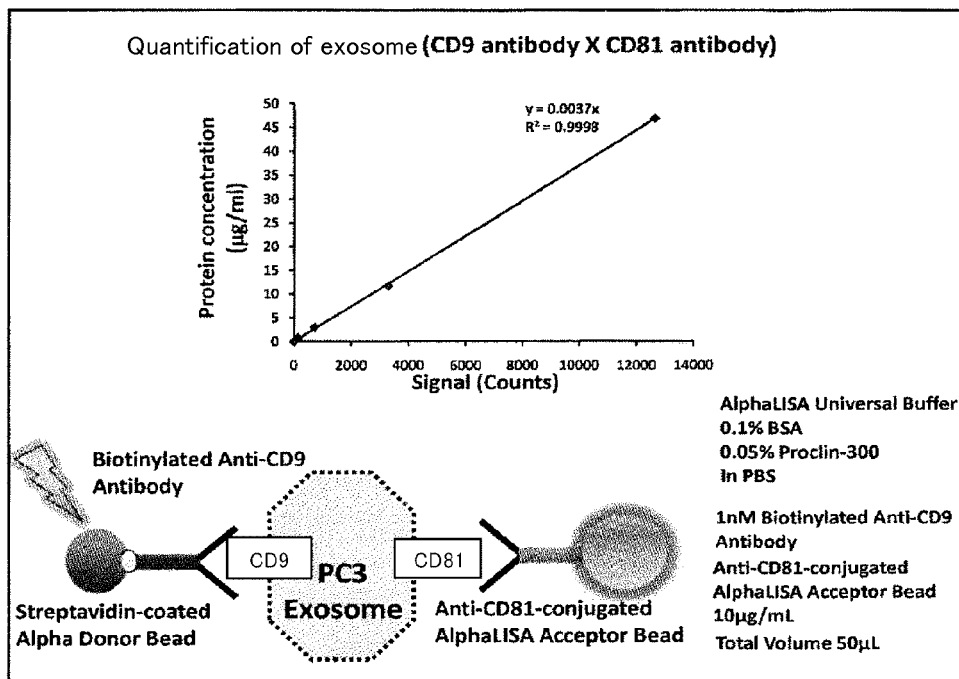 Quantification of exosome (CD9 antibody X CD81 antibody)
y = 0.0037x
R² = 0.9998
50
45
40
35
30
25
20
15
10
5
0
Protein concentration
(µg/ml)
0 2000 4000 6000 8000 10000 12000 14000
Signal (Counts)
AlphaLISA Universal Buffer
0.1% BSA
0.05% Proclin-300
In PBS
1nM Biotinylated Anti-CD9
Antibody
Anti-CD81-conjugated
AlphaLISA Acceptor Bead
10µg/mL
Total Volume 50µL
Biotinylated Anti-CD9
Antibody
CD9
PC3
Exosome
CD81
Streptavidin-coated
Alpha Donor Bead
Anti-CD81-conjugated
AlphaLISA Acceptor Bead